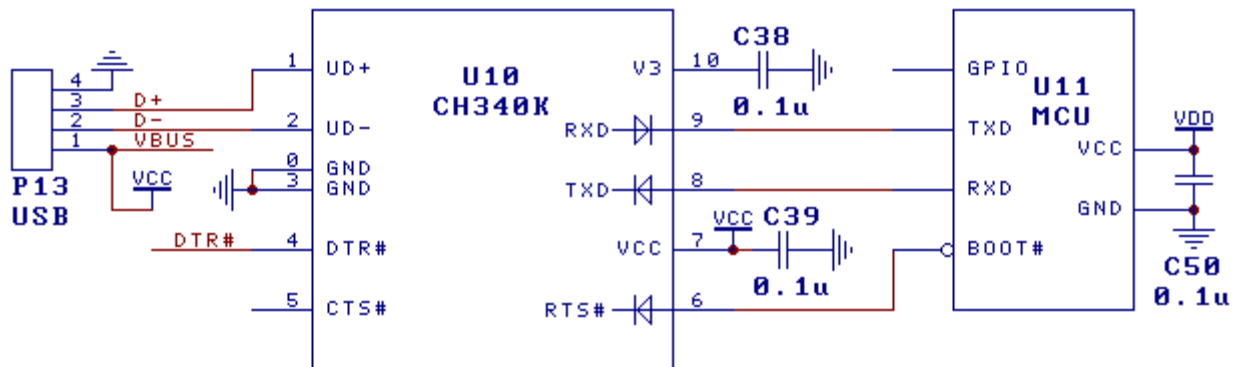 4
3 D+
2 D-
1 VBUS
P13
USB
VCC
DTR#
1 UD+
2 UD-
0 GND
3 GND
4 DTR#
5 CTS#
U10
CH340K
V3 10
RXD 9
TXD 8
VCC 7
RTS# 6
C38
0.1u
VCC C39
0.1u
GPIO
TXD
RXD
BOOT#
U11
MCU
VCC
GND
VDD
C50
0.1u